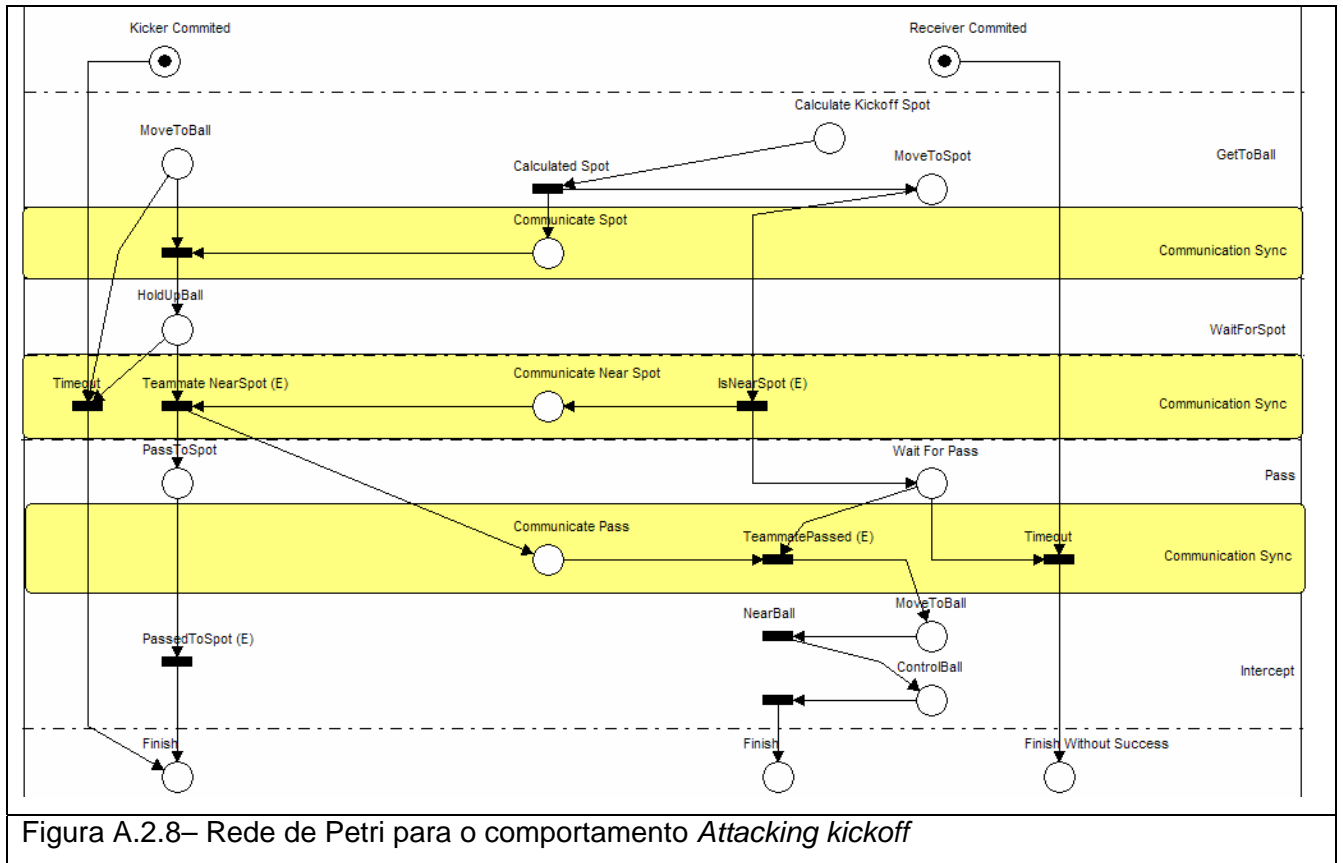 Kicker Commited
Receiver Commited
Calculate Kickoff Spot
MoveToBall
MoveToSpot
GetToBall
Calculated Spot
Communicate Spot
Communication Sync
HoldUpBall
WaitForSpot
Timeout
Teammate NearSpot (E)
Communicate Near Spot
IsNearSpot (E)
Communication Sync
PassToSpot
Wait For Pass
Pass
Communicate Pass
TeammatePassed (E)
Timeout
Communication Sync
MoveToBall
NearBall
PassedToSpot (E)
ControlBall
Intercept
Finish
Finish
Finish Without Success
Figura A.2.8– Rede de Petri para o comportamento Attacking kickoff